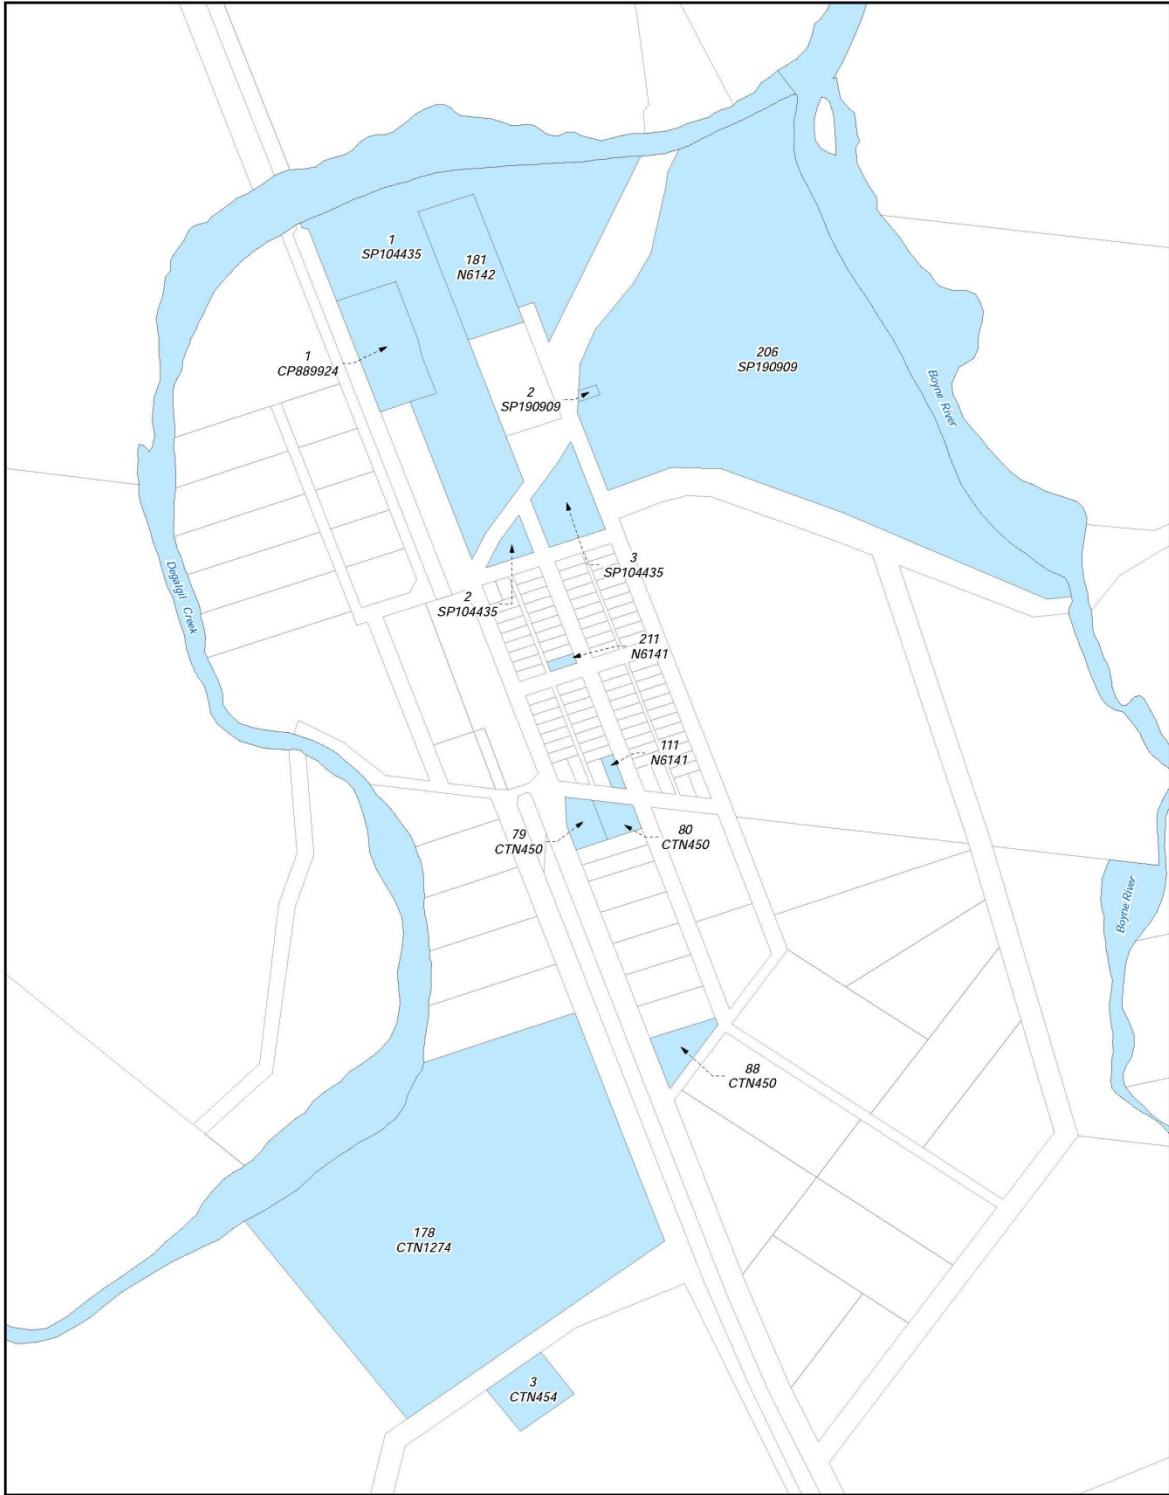 1
SP104435
181
N6142
1
CP889924
206
SP190909
2
SP190909
Boyne River
3
SP104435
2
SP104435
Degalgil Creek
211
N6141
111
N6141
79
CTN450
80
CTN450
Boyne River
88
CTN450
178
CTN1274
3
CTN454